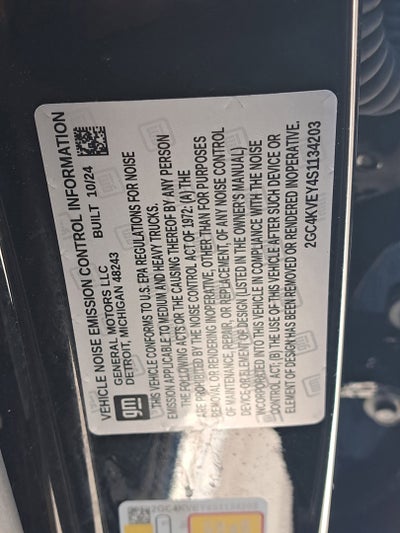 VEHICLE NOISE EMISSION CONTROL INFORMATION
GENERAL MOTORS LLC BUILT 10/24
DETROIT, MICHIGAN 48243
gm
THIS VEHICLE CONFORMS TO U.S. EPA REGULATIONS FOR NOISE
EMISSION APPLICABLE TO MEDIUM AND HEAVY TRUCKS.
THE FOLLOWING ACTS OR THE CAUSING THEREOF BY ANY PERSON
ARE PROHIBITED BY THE NOISE CONTROL ACT OF 1972: (A) THE
REMOVAL OR RENDERING INOPERATIVE, OTHER THAN FOR PURPOSES
OF MAINTENANCE, REPAIR, OR REPLACEMENT, OF ANY NOISE CONTROL
DEVICE OR ELEMENT OF DESIGN (LISTED IN THE OWNER'S MANUAL)
INCORPORATED INTO THIS VEHICLE IN COMPLIANCE WITH THE NOISE
CONTROL ACT; (B) THE USE OF THIS VEHICLE AFTER SUCH DEVICE OR
ELEMENT OF DESIGN HAS BEEN REMOVED OR RENDERED INOPERATIVE.
2GC4KVEY4S1134203
2GC4KVEY4S1134203